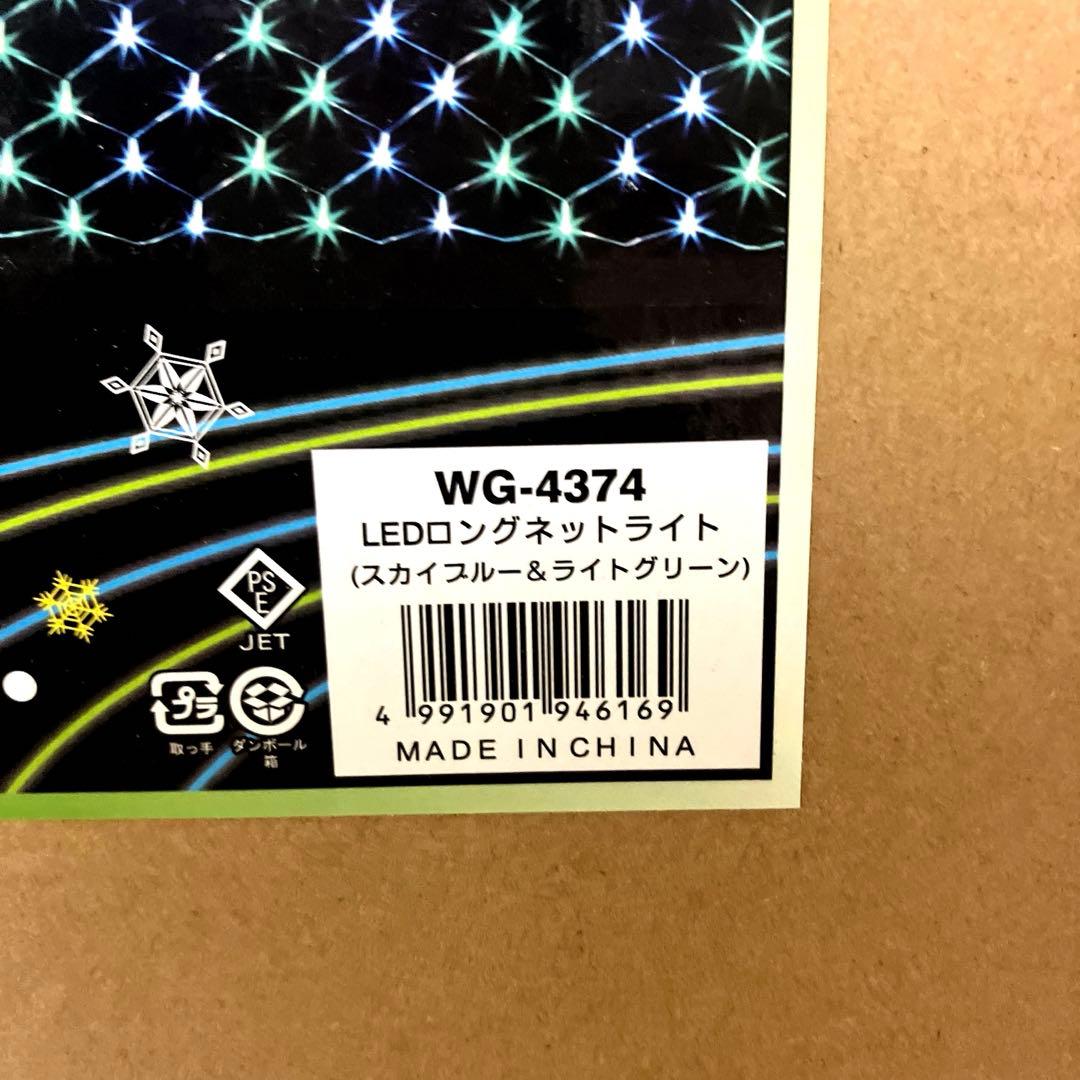 WG-4374
LEDロングネットライト
(スカイブルー&ライトグリーン)
PS
E
JET
プラ
取っ手
ダンボール
箱
4 991901 946169
MADE IN CHINA